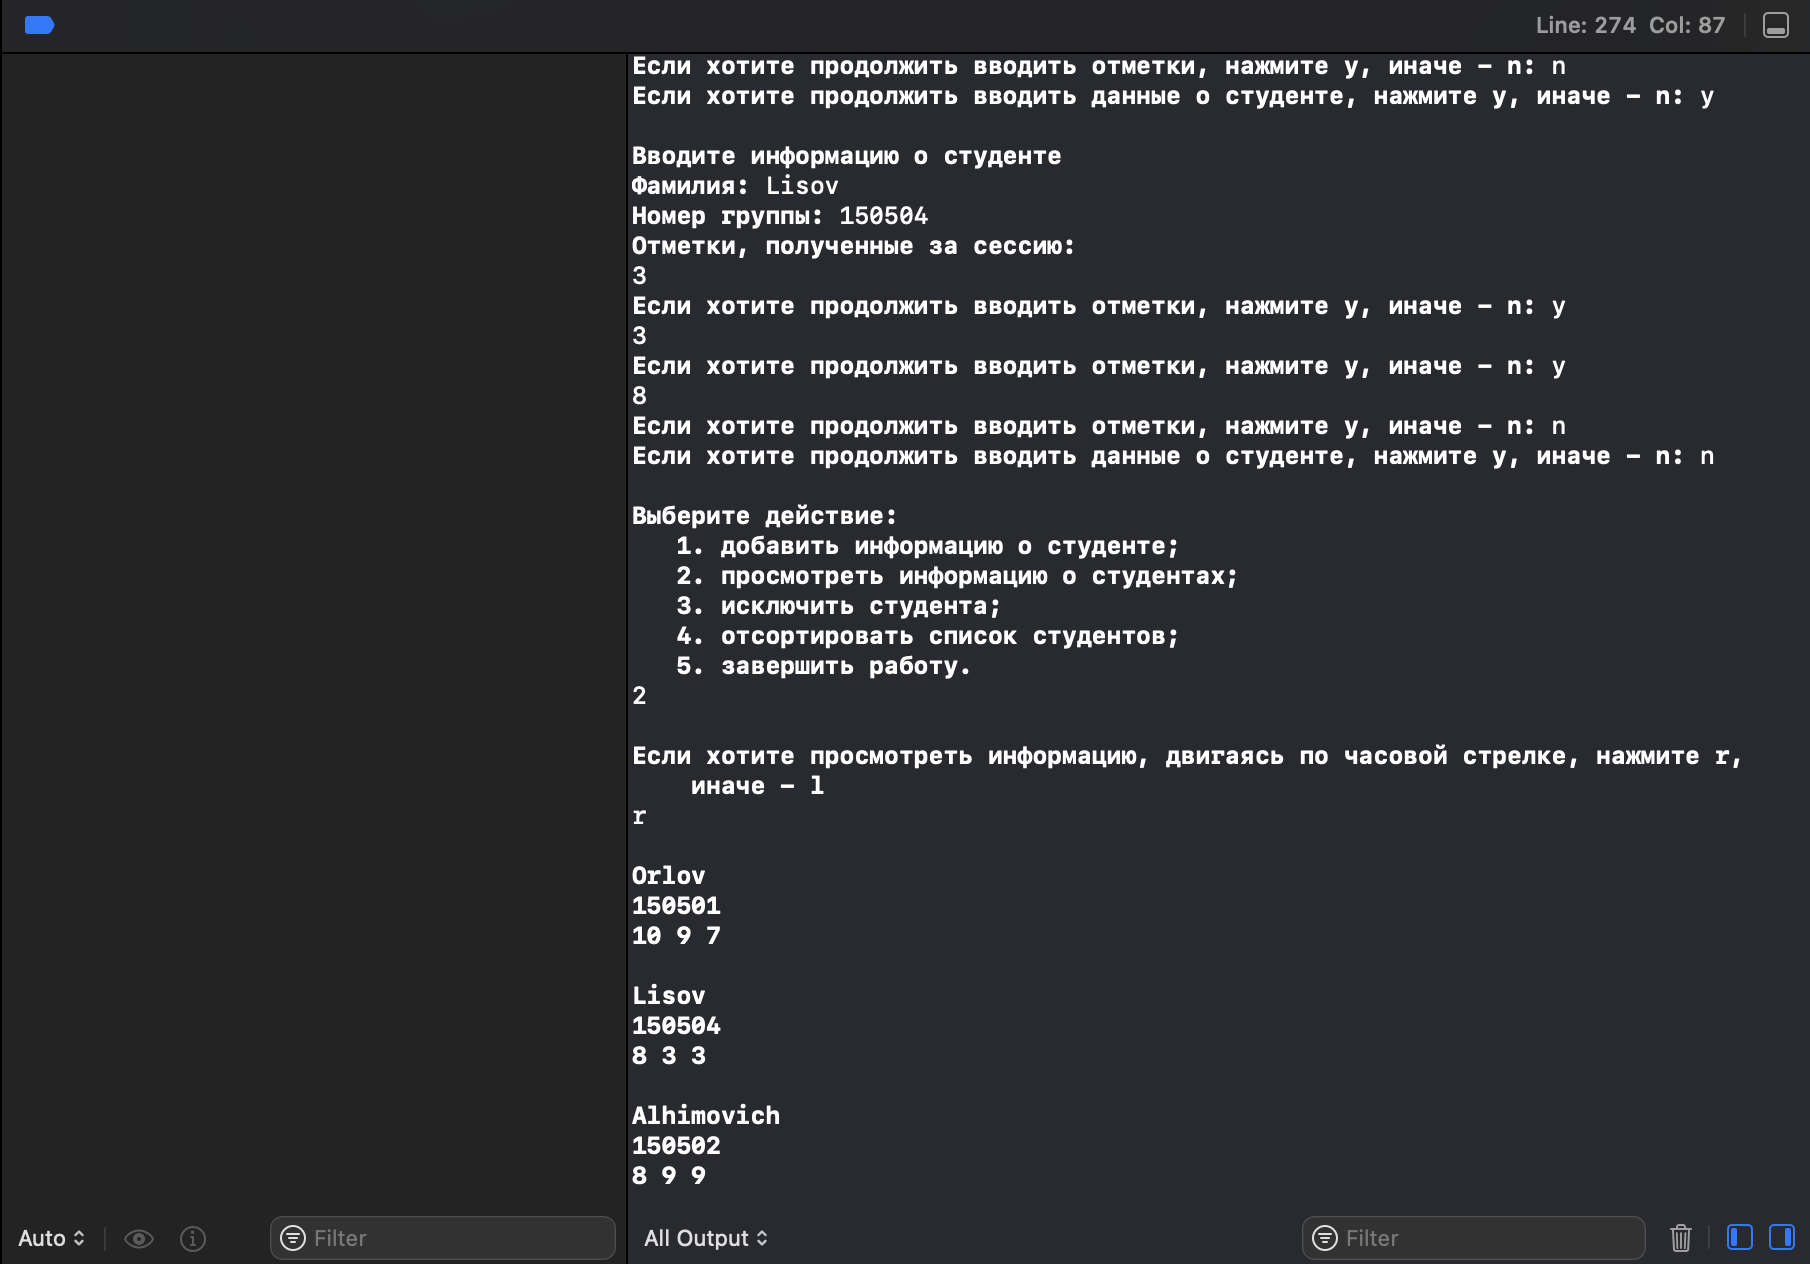 Line: 274  Col: 87
Если хотите продолжить вводить отметки, нажмите y, иначе – n: n
Если хотите продолжить вводить данные о студенте, нажмите y, иначе – n: y
Вводите информацию о студенте
Фамилия: Lisov
Номер группы: 150504
Отметки, полученные за сессию:
3
Если хотите продолжить вводить отметки, нажмите y, иначе – n: y
3
Если хотите продолжить вводить отметки, нажмите y, иначе – n: y
8
Если хотите продолжить вводить отметки, нажмите y, иначе – n: n
Если хотите продолжить вводить данные о студенте, нажмите y, иначе – n: n
Выберите действие:
1. добавить информацию о студенте;
2. просмотреть информацию о студентах;
3. исключить студента;
4. отсортировать список студентов;
5. завершить работу.
2
Если хотите просмотреть информацию, двигаясь по часовой стрелке, нажмите r,
иначе – l
r
Orlov
150501
10 9 7
Lisov
150504
8 3 3
Alhimovich
150502
8 9 9
Auto
Filter
All Output
Filter